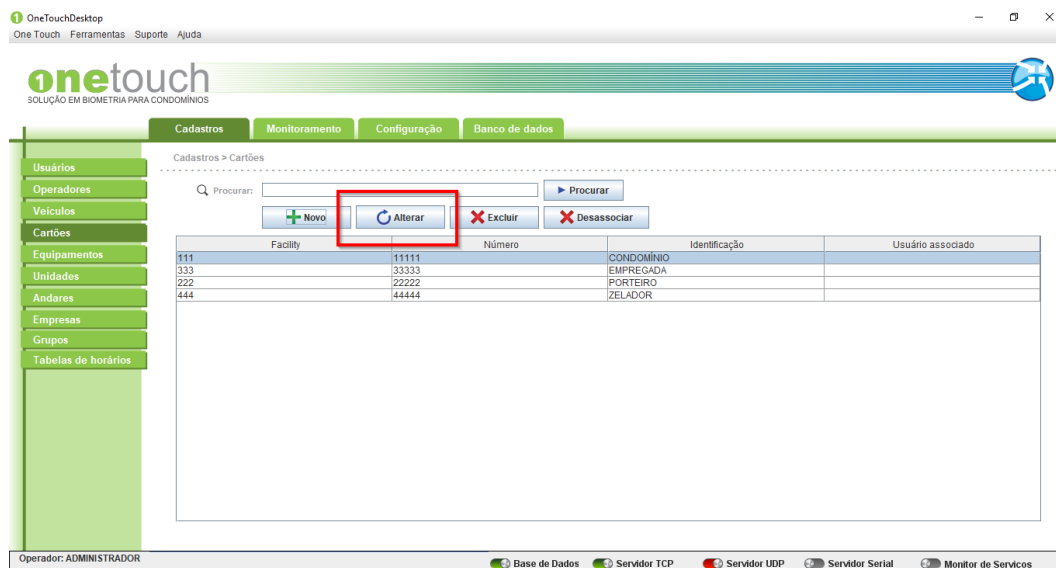 OneTouchDesktop
One Touch Ferramentas Suporte Ajuda
onetouch
SOLUÇÃO EM BIOMETRIA PARA CONDOMÍNIOS
Cadastros Monitoramento Configuração Banco de dados
Usuários
Operadores
Veículos
Cartões
Equipamentos
Unidades
Andares
Empresas
Grupos
Tabelas de horários
Cadastros > Cartões
Procurar: Procurar
Novo Alterar Excluir Desassociar
Facility Número Identificação Usuário associado
111 11111 CONDOMÍNIO
333 33333 EMPREGADA
222 22222 PORTEIRO
444 44444 ZELADOR
Operador: ADMINISTRADOR
Base de Dados Servidor TCP Servidor UDP Servidor Serial Monitor de Servicos